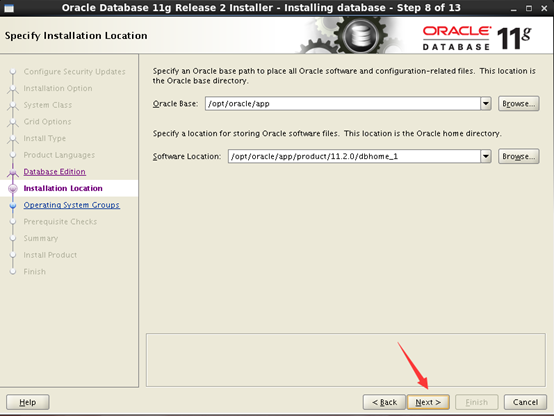 Oracle Database 11g Release 2 Installer - Installing database - Step 8 of 13
Specify Installation Location
ORACLE
DATABASE 11g
Configure Security Updates
Installation Option
System Class
Grid Options
Install Type
Product Languages
Database Edition
Installation Location
Operating System Groups
Prerequisite Checks
Summary
Install Product
Finish
Specify an Oracle base path to place all Oracle software and configuration-related files. This location is
the Oracle base directory.
Oracle Base: /opt/oracle/app Browse...
Specify a location for storing Oracle software files. This location is the Oracle home directory.
Software Location: /opt/oracle/app/product/11.2.0/dbhome_1 Browse...
Help < Back Next > Finish Cancel